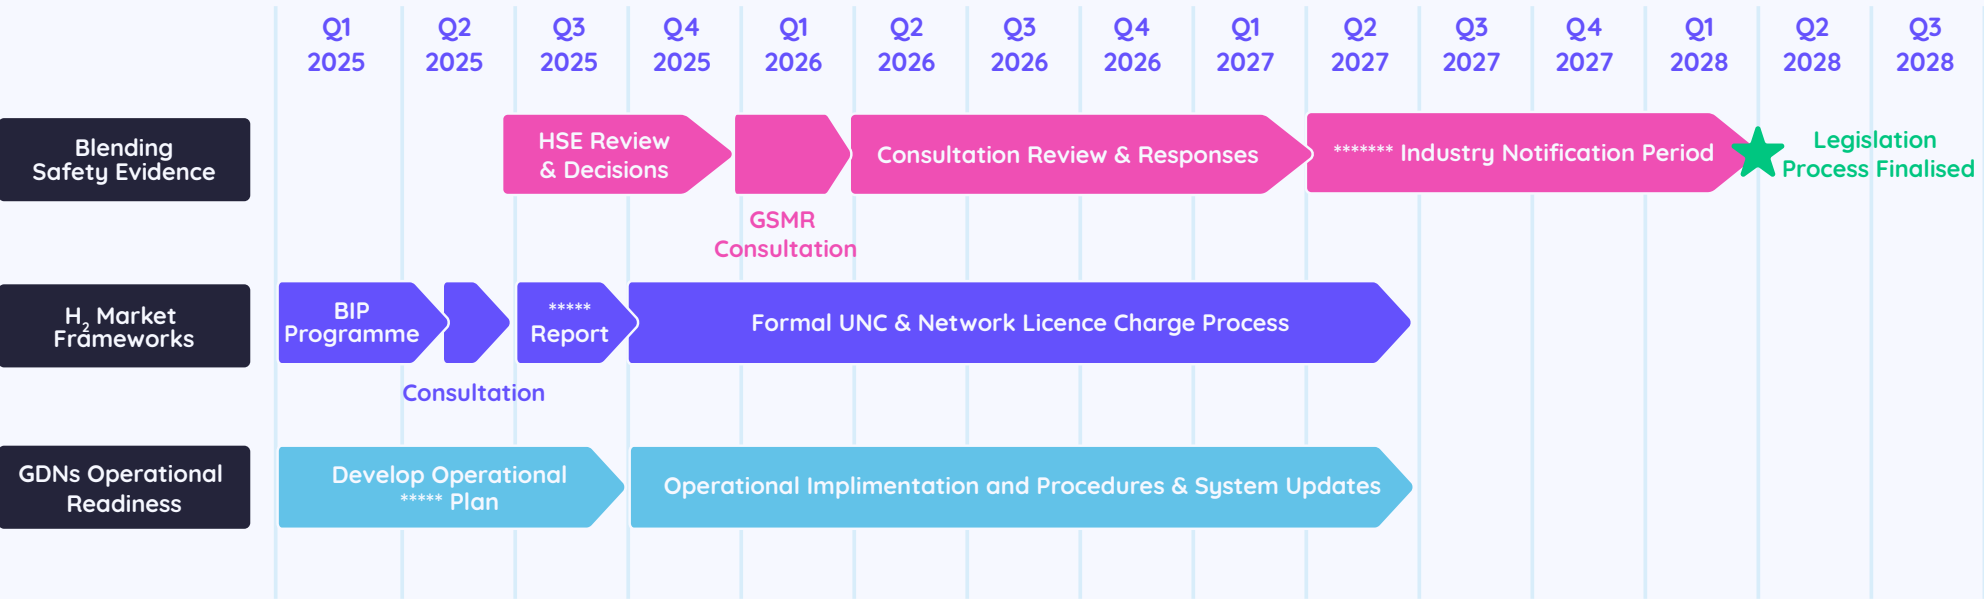 Q1 Q2 Q3 Q4 Q1 Q2 Q3 Q4 Q1 Q2 Q3 Q4 Q1 Q2 Q3
2025 2025 2025 2025 2026 2026 2026 2026 2027 2027 2027 2027 2028 2028 2028
Blending
Safety Evidence
HSE Review
& Decisions
Consultation Review & Responses
******* Industry Notification Period
Legislation
Process Finalised
GSMR
Consultation
H₂ Market
Frameworks
BIP
Programme
*****
Report
Formal UNC & Network Licence Charge Process
Consultation
GDNs Operational
Readiness
Develop Operational
***** Plan
Operational Implimentation and Procedures & System Updates